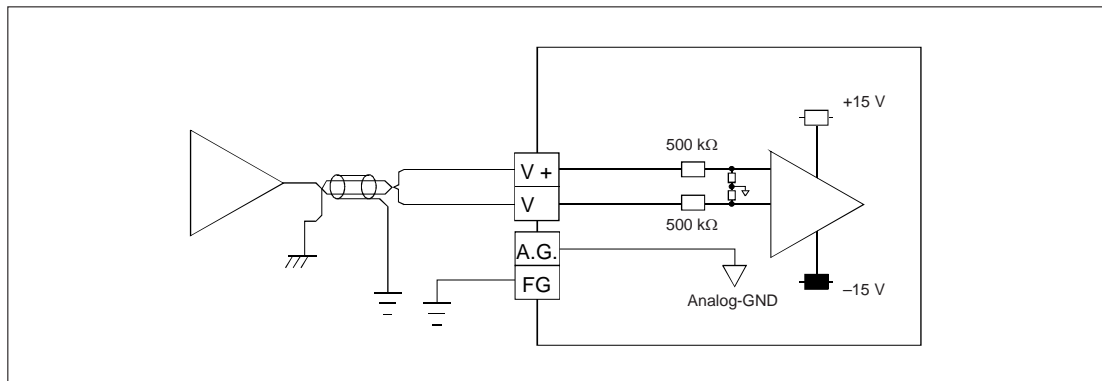 +15 V
500 kΩ
V +
V
500 kΩ
A.G.
FG
Analog-GND
–15 V